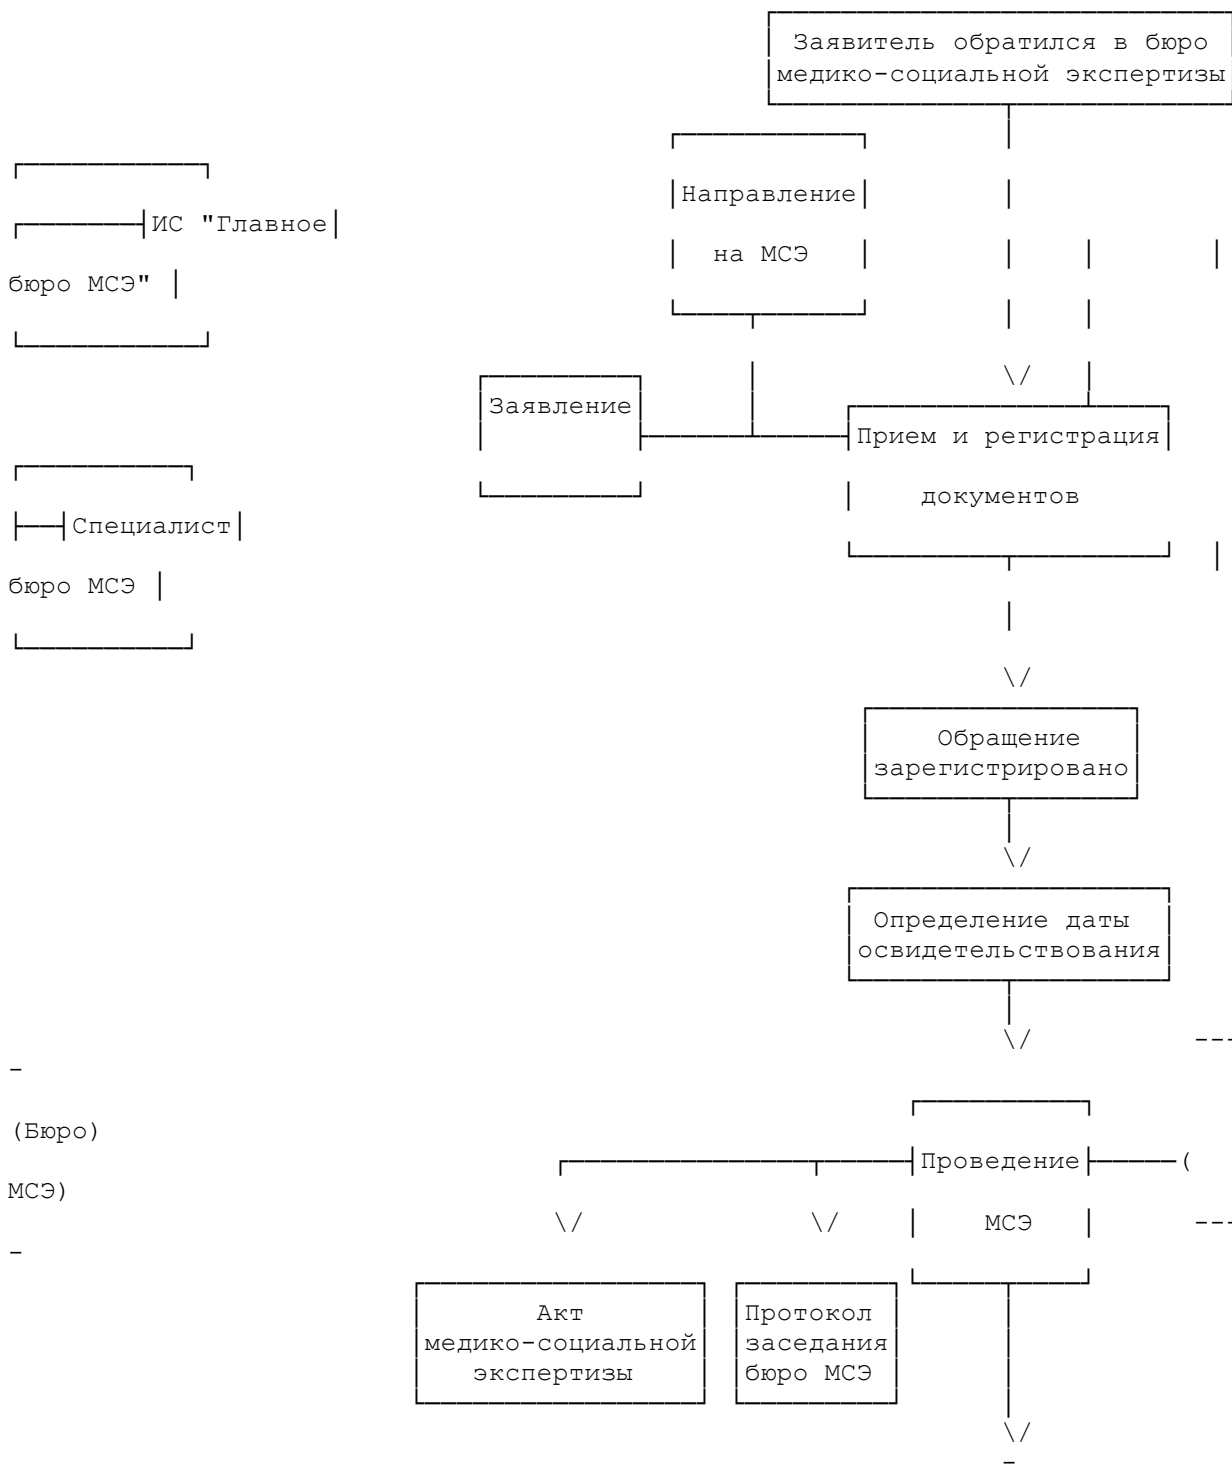 Заявитель обратился в бюро
медико-социальной экспертизы
Направление
ИС "Главное
на МСЭ
бюро МСЭ"
Заявление
Прием и регистрация
документов
Специалист
бюро МСЭ
Обращение
зарегистрировано
Определение даты
освидетельствования
(Бюро)
Проведение
МСЭ)
МСЭ
Акт
медико-социальной
экспертизы
Протокол
заседания
бюро МСЭ